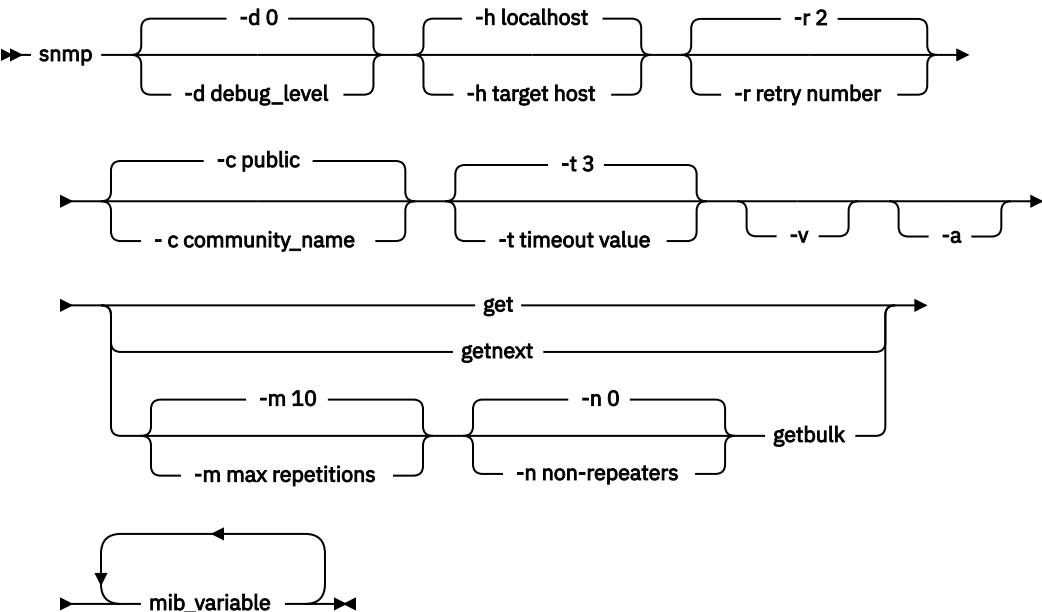 -d 0 -h localhost -r 2
snmp
-d debug_level -h target host -r retry number
-c public -t 3
- c community_name -t timeout value -v -a
get
getnext
-m 10 -n 0
getbulk
-m max repetitions -n non-repeaters
mib_variable